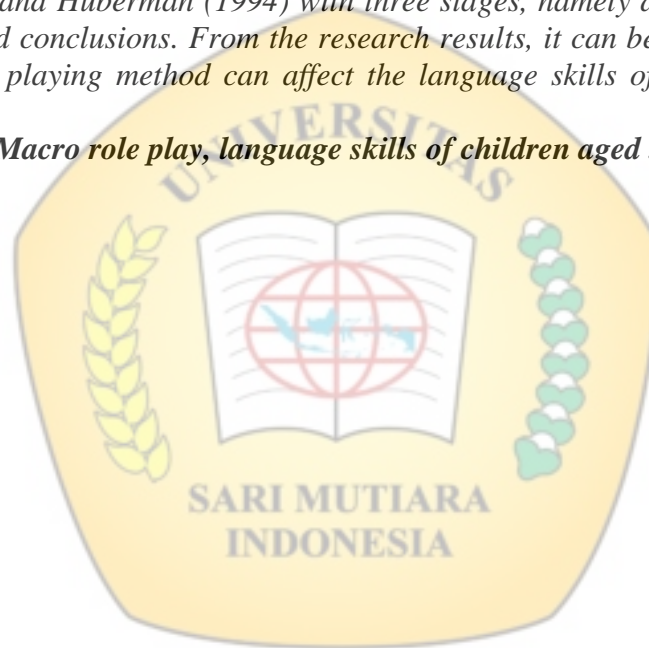 and Huberman (1994) with three stages, namely
d conclusions. From the research results, it can be
playing method can affect the language skills of
Macro role play, language skills of children aged
UNIVERSITAS
SARI MUTIARA
INDONESIA